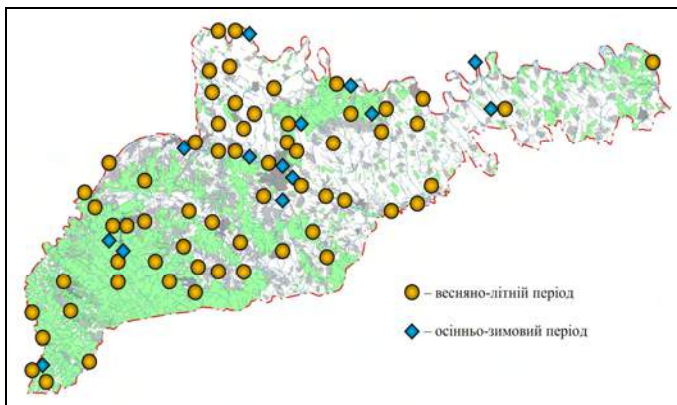 – весняно-літній період
– осінньо-зимовий період